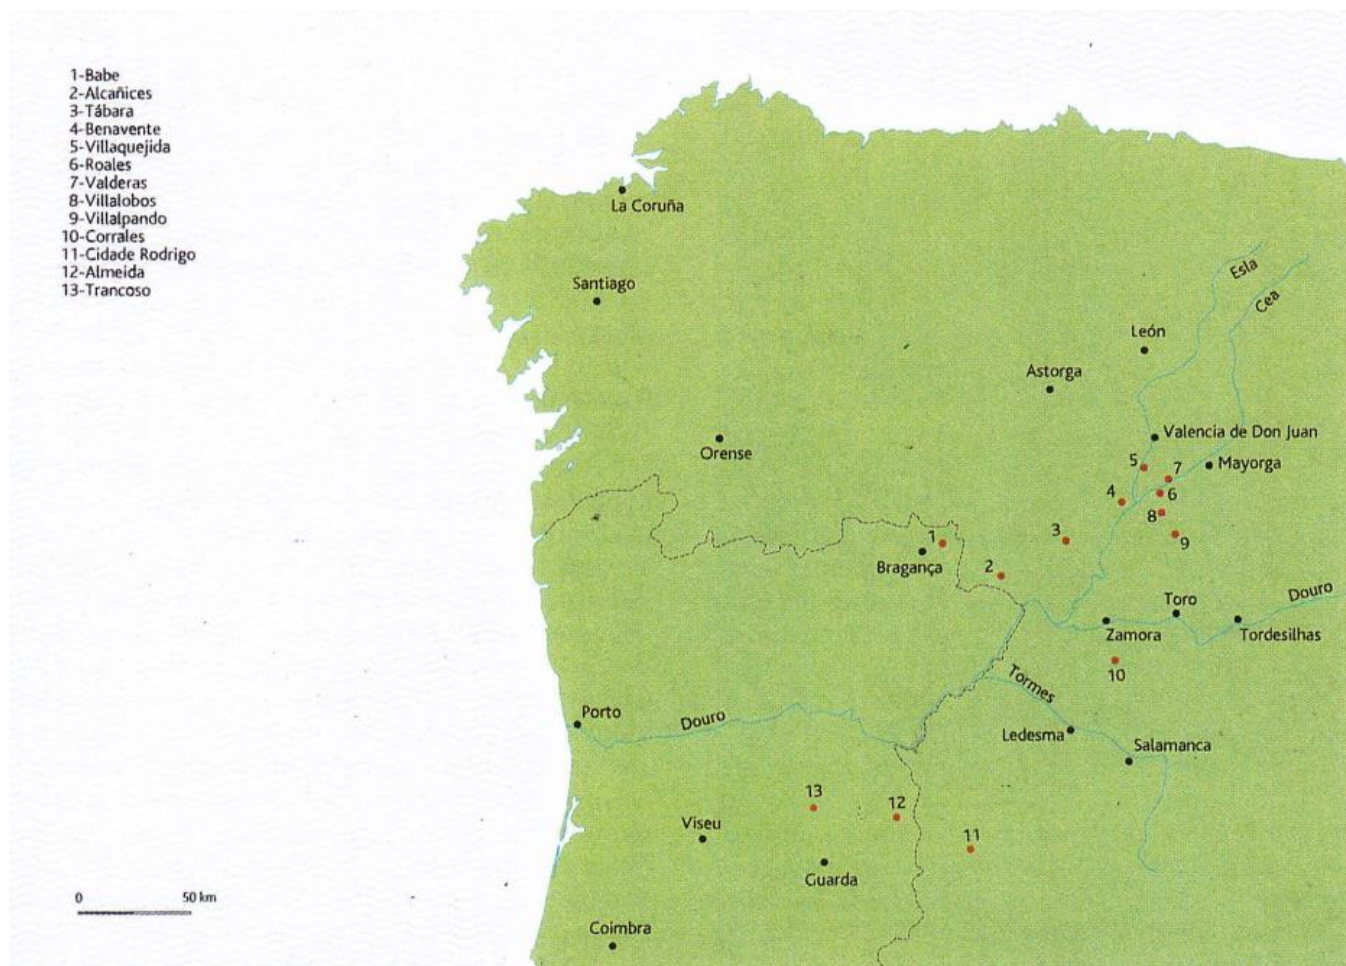 1-Babe
2-Alcañices
3-Tábara
4-Benavente
5-Villaquejida
6-Roales
7-Valderas
8-Villalobos
9-Villalpando
10-Corrales
11-Cidade Rodrigo
12-Almeida
13-Trancoso
La Coruña
Santiago
Esla
Cea
León
Astorga
Valencia de Don Juan
Orense
Mayorga
5
7
4
6
8
3
9
1
Bragança
2
Douro
Toro
Zamora
Tordesilhas
10
Tormes
Porto
Douro
Ledesma
Salamanca
13
12
Viseu
11
Guarda
0 50 km
Coimbra